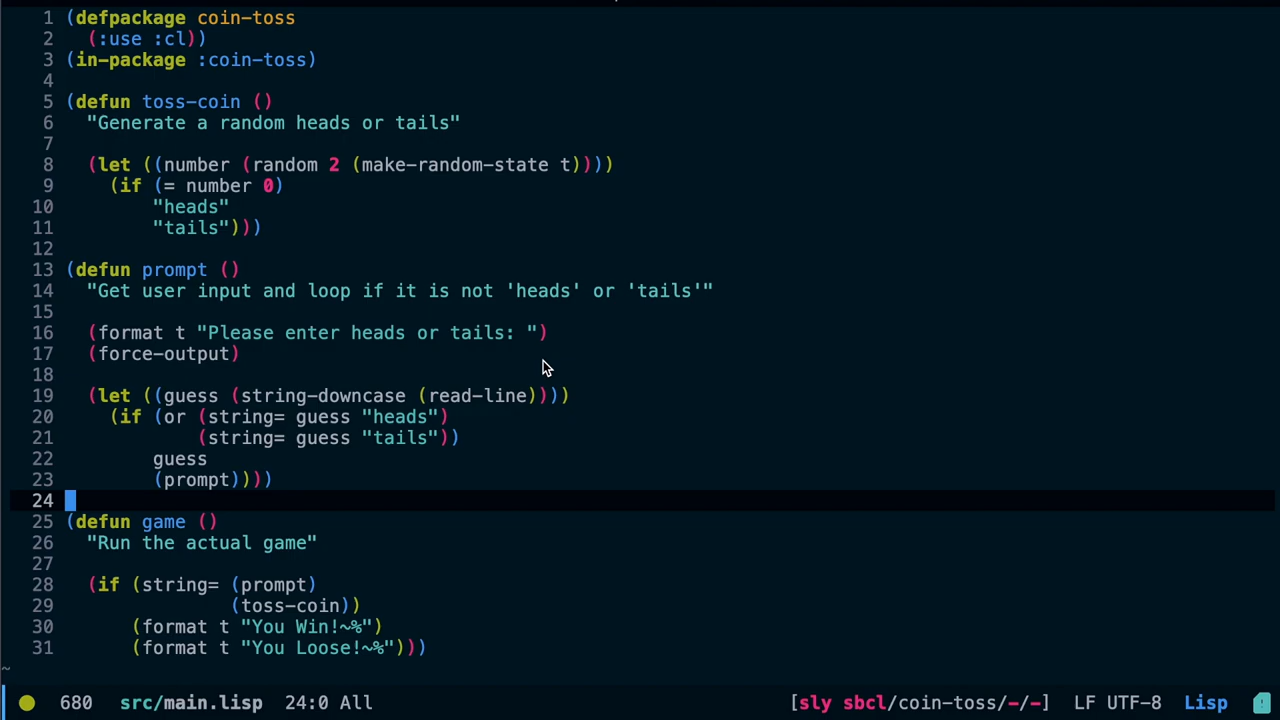 1 (defpackage coin-toss
2   (:use :cl))
3 (in-package :coin-toss)
4
5 (defun toss-coin ()
6   "Generate a random heads or tails"
7
8   (let ((number (random 2 (make-random-state t))))
9     (if (= number 0)
10         "heads"
11         "tails")))
12
13 (defun prompt ()
14   "Get user input and loop if it is not 'heads' or 'tails'"
15
16   (format t "Please enter heads or tails: ")
17   (force-output)
18
19   (let ((guess (string-downcase (read-line))))
20     (if (or (string= guess "heads")
21             (string= guess "tails"))
22         guess
23         (prompt))))
24
25 (defun game ()
26   "Run the actual game"
27
28   (if (string= (prompt)
29                (toss-coin))
30       (format t "You Win!~%")
31       (format t "You Loose!~%")))
~
680 src/main.lisp 24:0 All [sly sbcl/coin-toss/-/-] LF UTF-8 Lisp